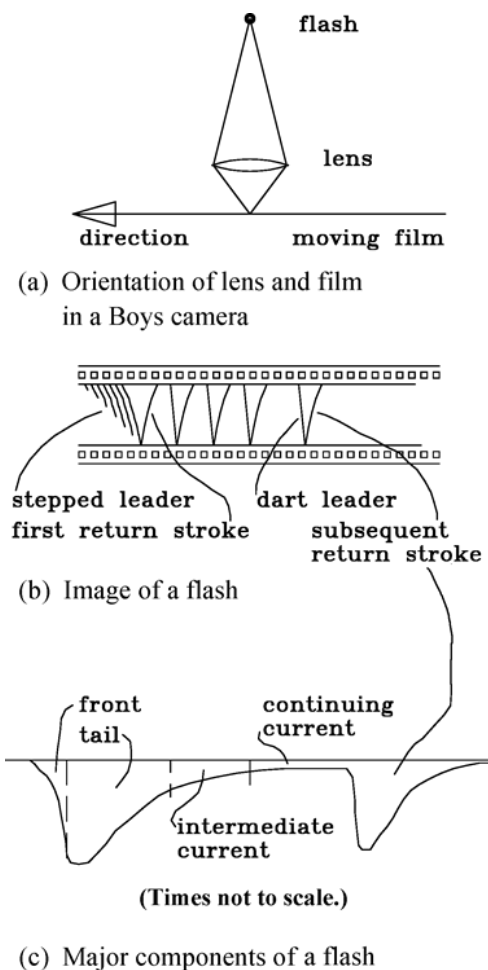 flash
lens
direction moving film
(a) Orientation of lens and film
in a Boys camera
stepped leader dart leader
first return stroke subsequent
return stroke
(b) Image of a flash
front continuing
tail current
intermediate
current
(Times not to scale.)
(c) Major components of a flash